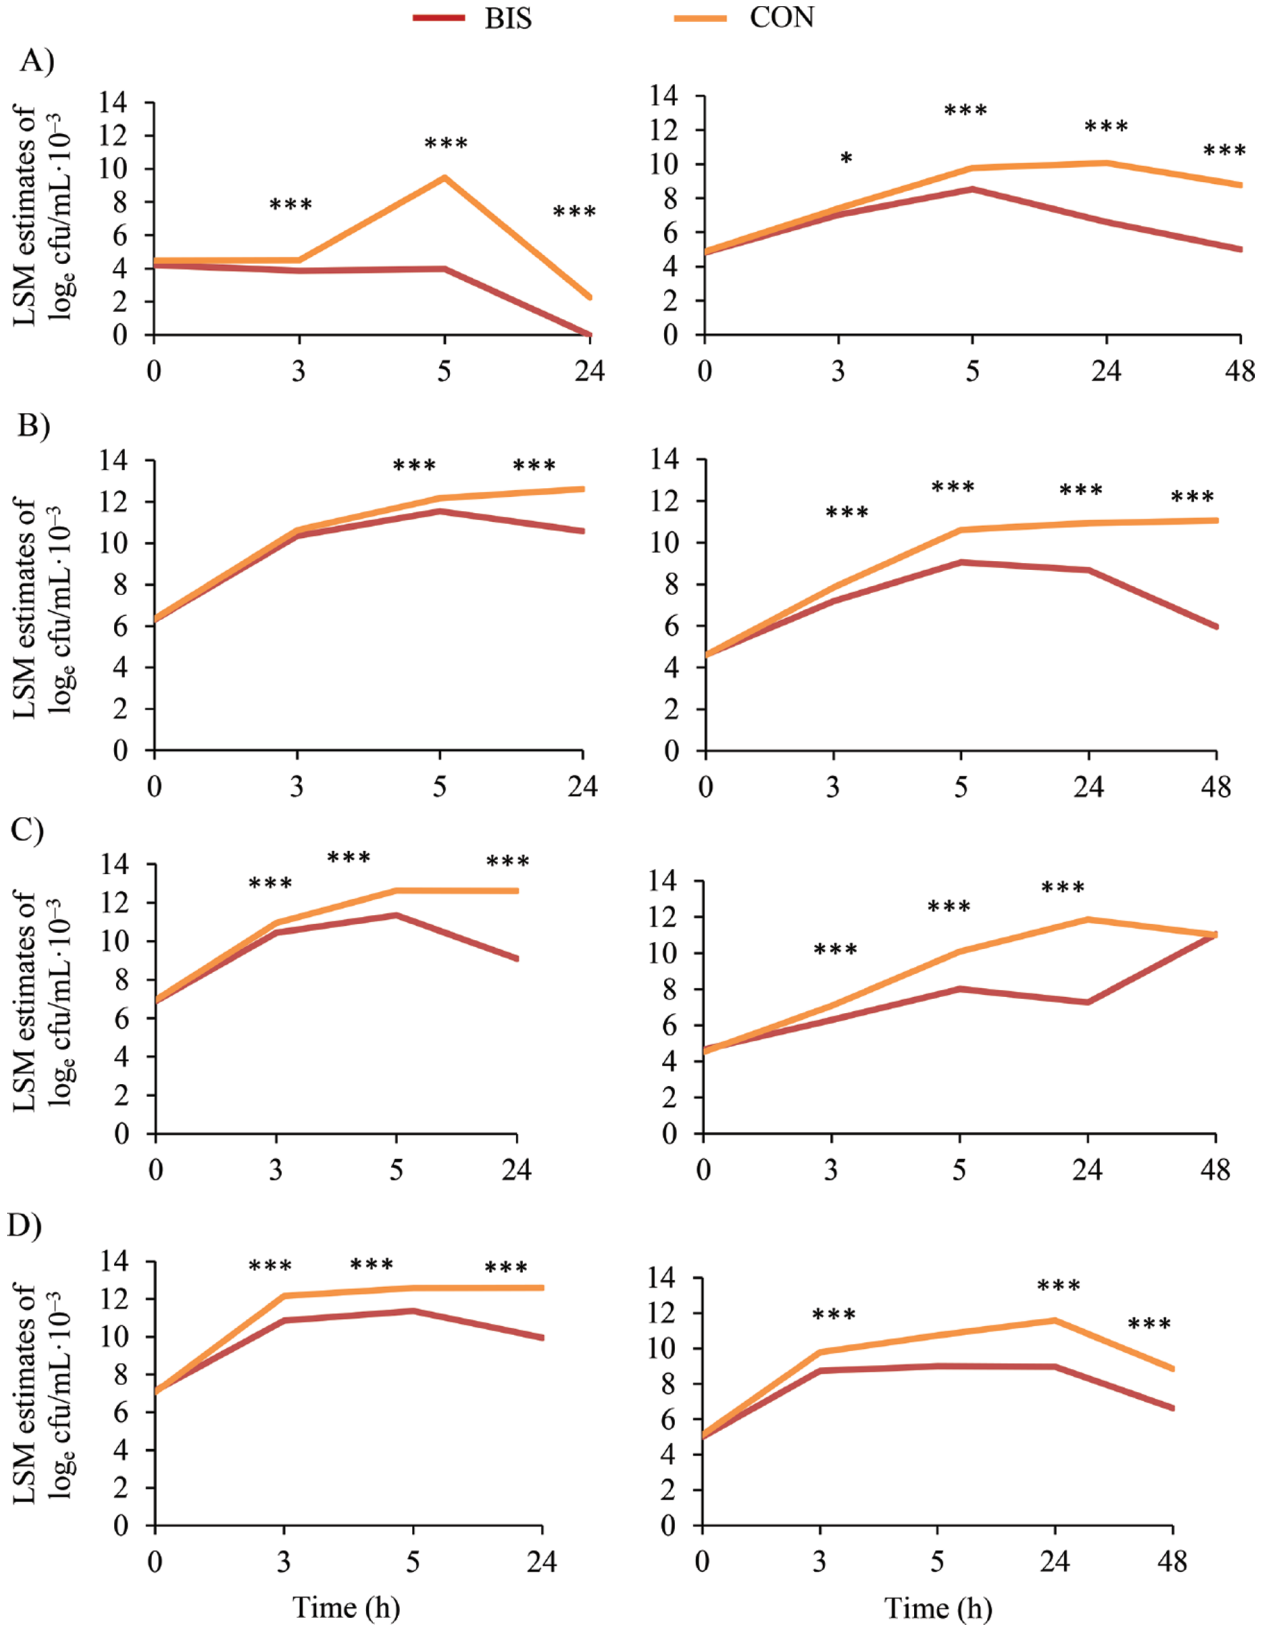 BIS CON
A)
LSM estimates of
logₑ cfu/mL·10⁻³
14
12
10
8
6
4
2
0
*** *** ***
0 3 5 24
14
12
10
8
6
4
2
0
* *** *** ***
0 3 5 24 48
B)
LSM estimates of
logₑ cfu/mL·10⁻³
14
12
10
8
6
4
2
0
*** ***
0 3 5 24
14
12
10
8
6
4
2
0
*** *** *** ***
0 3 5 24 48
C)
LSM estimates of
logₑ cfu/mL·10⁻³
14
12
10
8
6
4
2
0
*** *** ***
0 3 5 24
14
12
10
8
6
4
2
0
*** *** ***
0 3 5 24 48
D)
LSM estimates of
logₑ cfu/mL·10⁻³
14
12
10
8
6
4
2
0
*** *** ***
0 3 5 24
Time (h)
14
12
10
8
6
4
2
0
*** *** ***
0 3 5 24 48
Time (h)